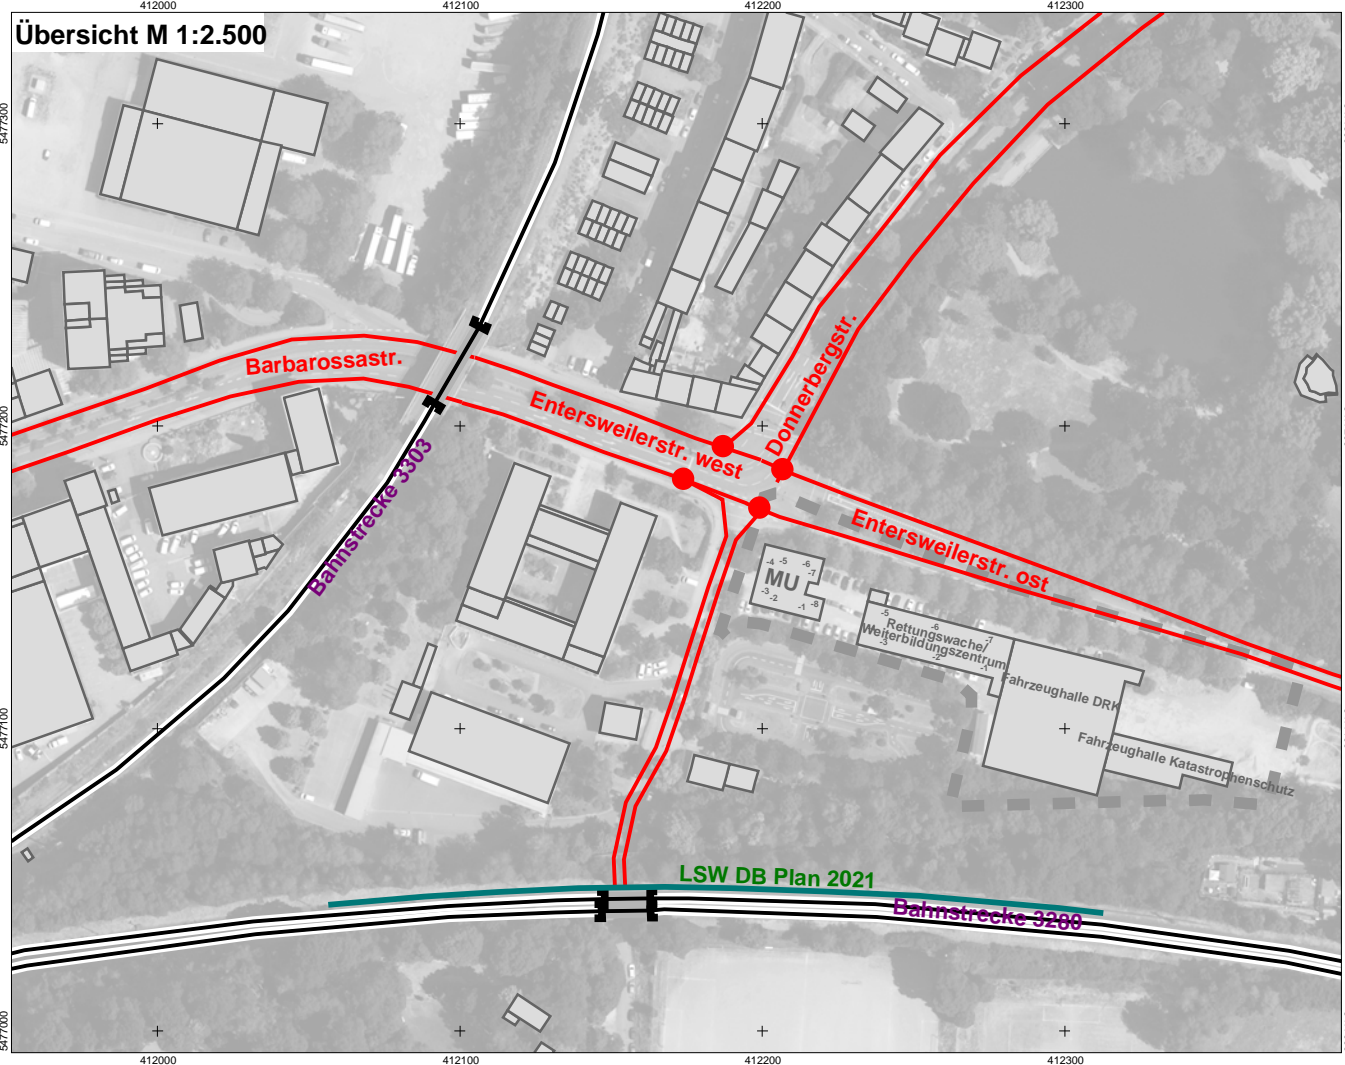 412000
412100
412200
412300
Übersicht M 1:2.500
5477300
5477200
5477100
5477000
Barbarossastr.
Entersweilerstr. west
Donnerbergstr.
Bahnstrecke 3303
Entersweilerstr. ost
-4 -5 -6
-7
MU
-3
-2 -1 -8
-5
-6
-7
Rettungswache/
Weiterbildungszentrum
-3
-2
-1
Fahrzeughalle DRK
Fahrzeughalle Katastrophenschutz
LSW DB Plan 2021
Bahnstrecke 3280
412000
412100
412200
412300